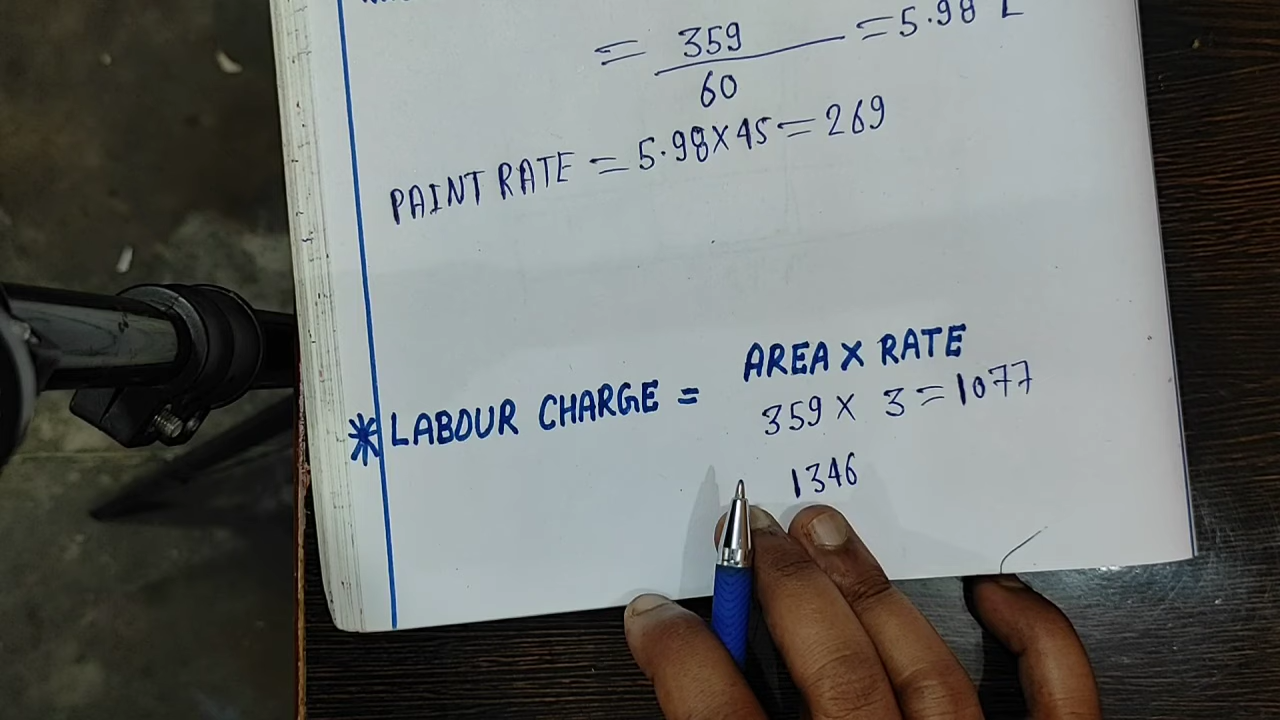 = 359 = 5.98 L
60
PAINT RATE = 5.98 X 45 = 269
AREA X RATE
* LABOUR CHARGE = 359 X 3 = 1077
1346